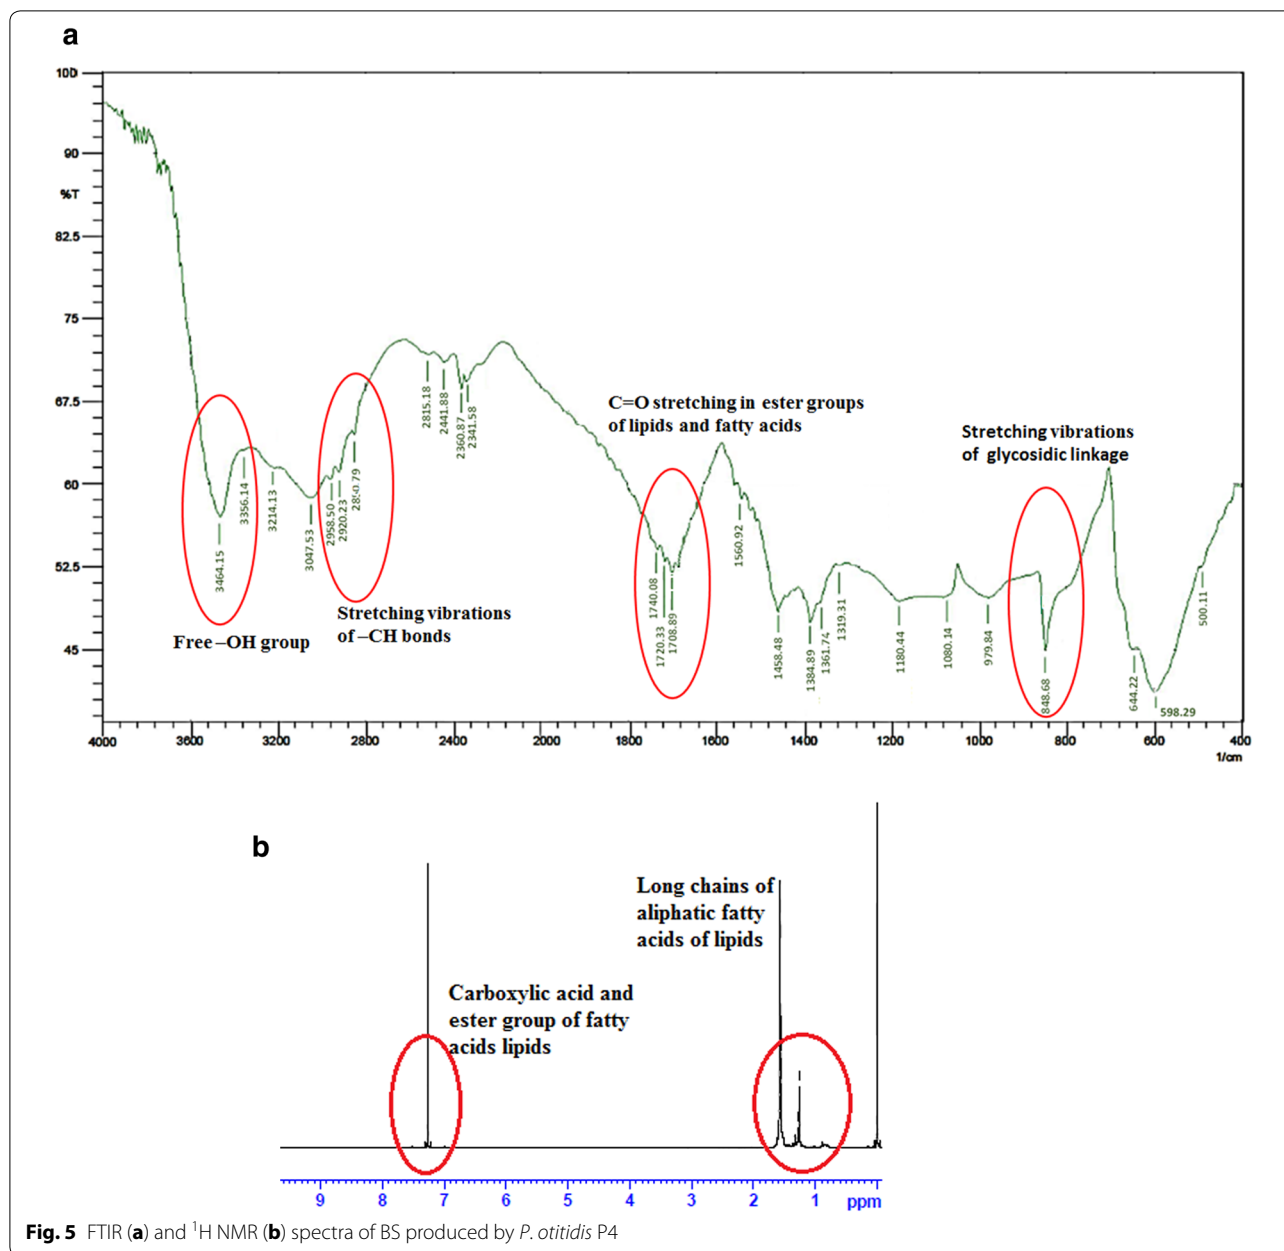 a
100
90
%T
82.5
75
67.5
60
52.5
45
C=O stretching in ester groups
of lipids and fatty acids
Stretching vibrations
of glycosidic linkage
Stretching vibrations
of –CH bonds
Free –OH group
3464.15
3356.14
3214.13
3047.53
2958.50
2920.23
2850.79
2815.18
2441.88
2360.87
2341.58
1740.08
1720.33
1708.89
1560.92
1458.48
1384.89
1361.74
1319.31
1180.44
1080.14
979.84
848.68
644.22
598.29
500.11
4000 3600 3200 2800 2400 2000 1800 1600 1400 1200 1000 800 600 400
1/cm
b
Long chains of
aliphatic fatty
acids of lipids
Carboxylic acid and
ester group of fatty
acids lipids
9 8 7 6 5 4 3 2 1 ppm
Fig. 5 FTIR (a) and ¹H NMR (b) spectra of BS produced by P. otitidis P4